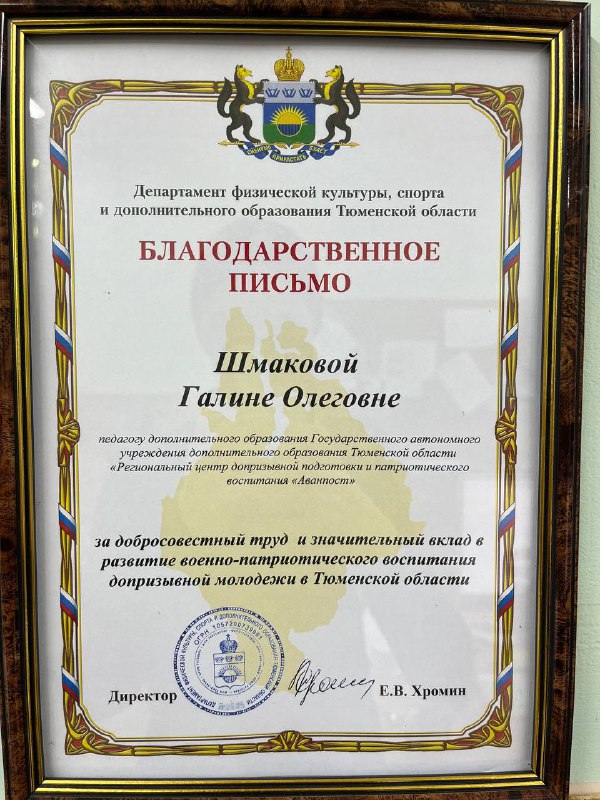 СИБИРИ ПРИРАСТАТЬ
Департамент физической культуры, спорта
и дополнительного образования Тюменской области
БЛАГОДАРСТВЕННОЕ
ПИСЬМО
Шмаковой
Галине Олеговне
педагогу дополнительного образования Государственного автономного
учреждения дополнительного образования Тюменской области
«Региональный центр допризывной подготовки и патриотического
воспитания «Аванпост»
за добросовестный труд и значительный вклад в
развитие военно-патриотического воспитания
допризывной молодежи в Тюменской области
Директор
Е.В. Хромин